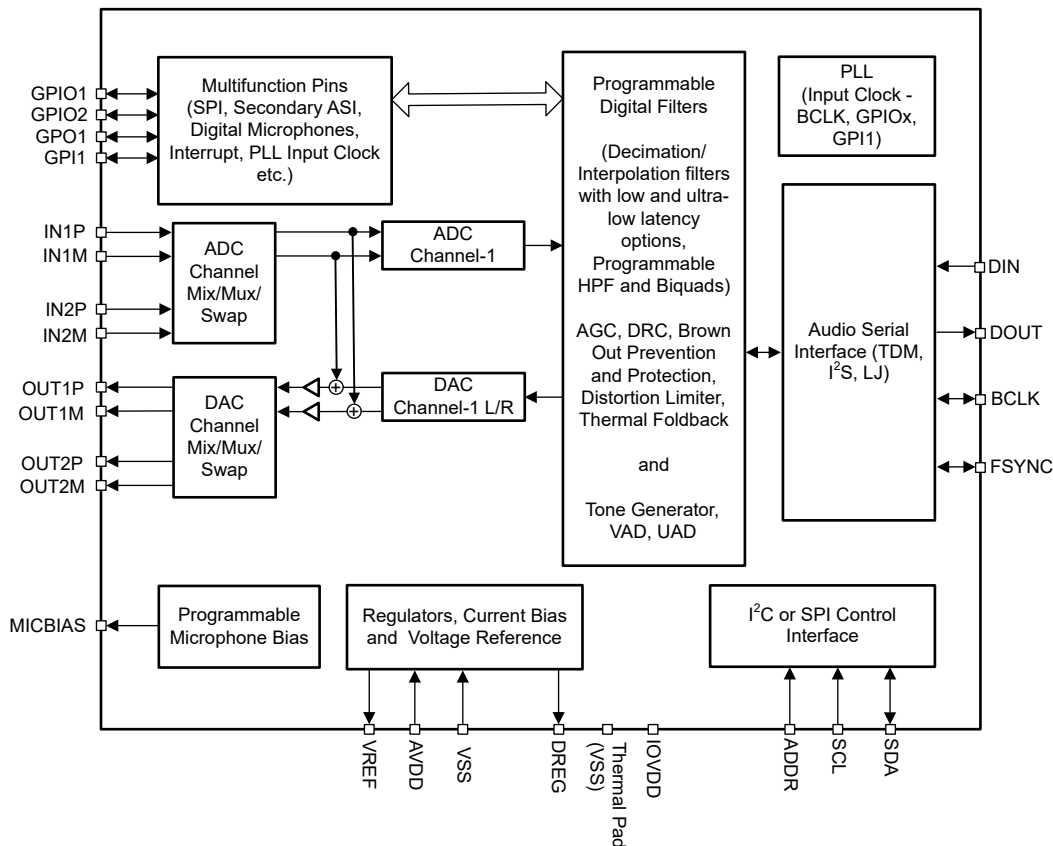 GPIO1
GPIO2
GPO1
GPI1
Multifunction Pins
(SPI, Secondary ASI,
Digital Microphones,
Interrupt, PLL Input Clock
etc.)
Programmable
Digital Filters
(Decimation/
Interpolation filters
with low and ultra-
low latency
options,
Programmable
HPF and Biquads)
AGC, DRC, Brown
Out Prevention
and Protection,
Distortion Limiter,
Thermal Foldback
and
Tone Generator,
VAD, UAD
PLL
(Input Clock -
BCLK, GPIOx,
GPI1)
IN1P
IN1M
IN2P
IN2M
ADC
Channel
Mix/Mux/
Swap
ADC
Channel-1
OUT1P
OUT1M
OUT2P
OUT2M
DAC
Channel
Mix/Mux/
Swap
DAC
Channel-1 L/R
Audio Serial
Interface (TDM,
I²S, LJ)
DIN
DOUT
BCLK
FSYNC
MICBIAS
Programmable
Microphone Bias
Regulators, Current Bias
and Voltage Reference
I²C or SPI Control
Interface
VREF
AVDD
VSS
DREG
Thermal Pad
(VSS)
IOVDD
ADDR
SCL
SDA